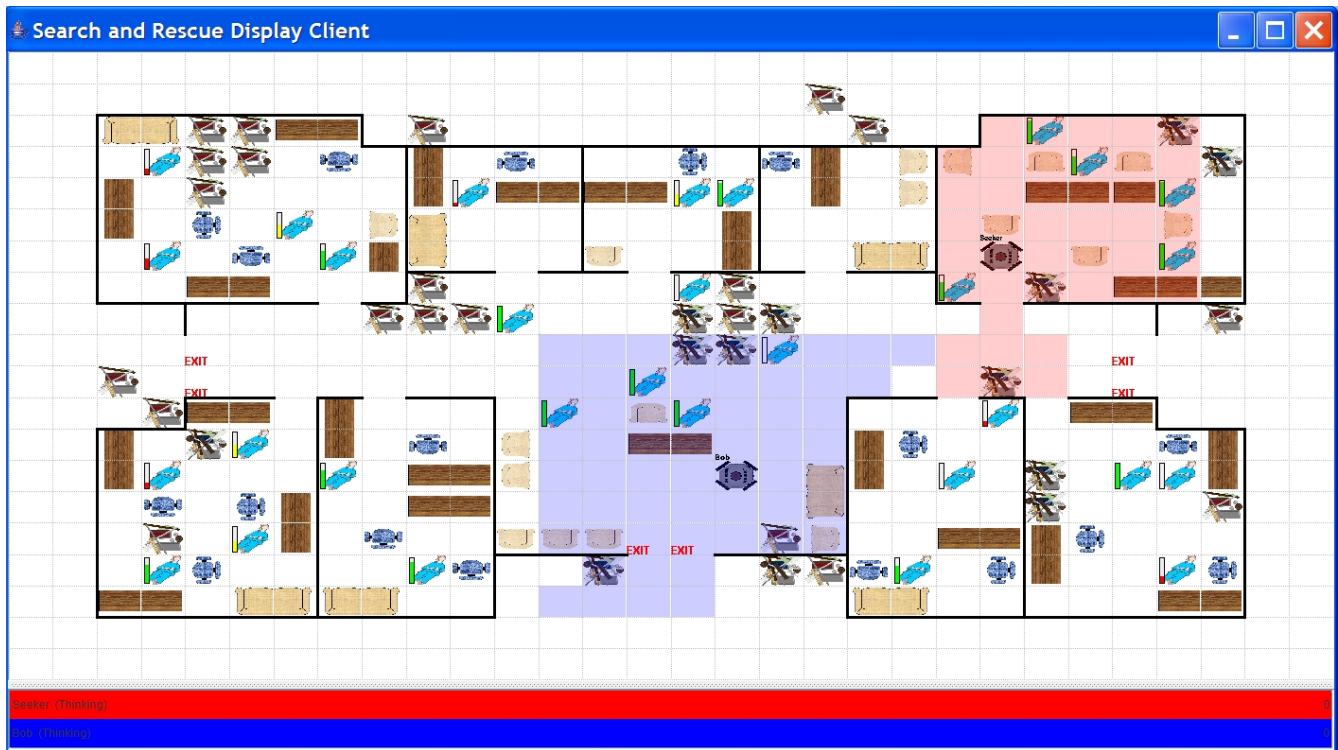 Search and Rescue Display Client
Seeker
EXIT
EXIT
EXIT
EXIT
Bob
EXIT EXIT
Seeker (Thinking) 0
Bob (Thinking) 0